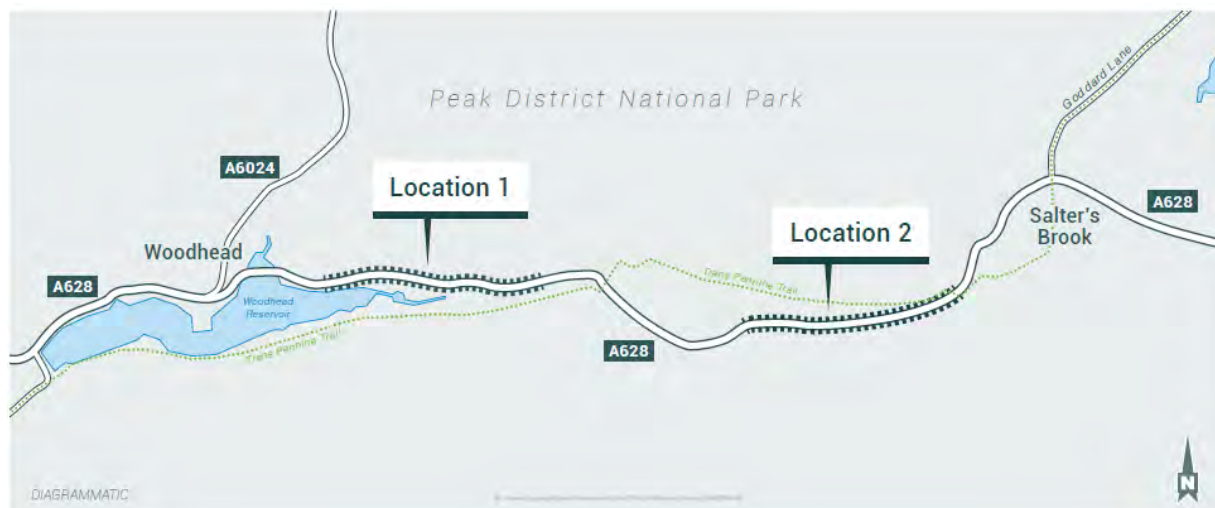 Peak District National Park
Goddard Lane
A6024
Location 1
A628
Salter's
Brook
Location 2
Woodhead
A628
Trans Pennine Trail
Woodhead
Reservoir
Trans Pennine Trail
A628
DIAGRAMMATIC
N